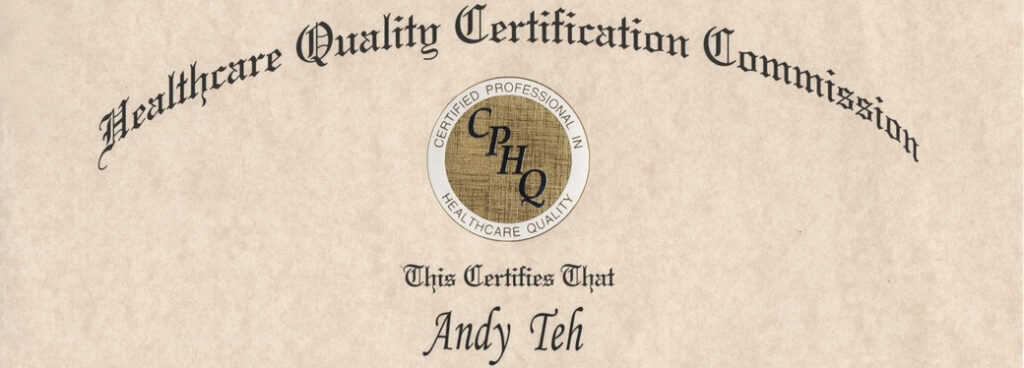 Healthcare Quality Certification Commission
CERTIFIED PROFESSIONAL IN
CPHQ
HEALTHCARE QUALITY
This Certifies That
Andy Teh